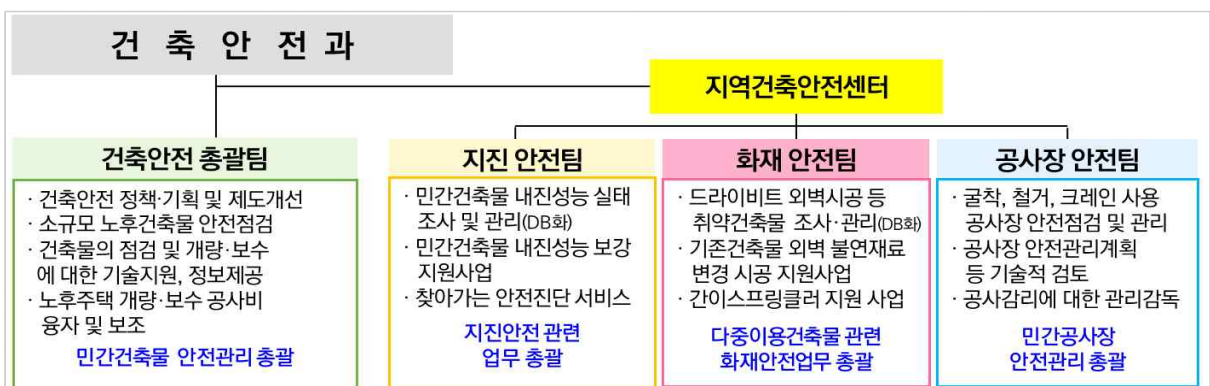 건 축 안 전 과
지역건축안전센터
건축안전 총괄팀
· 건축안전 정책·기획 및 제도개선
· 소규모 노후건축물 안전점검
· 건축물의 점검 및 개량·보수
에 대한 기술지원, 정보제공
· 노후주택 개량·보수 공사비
융자 및 보조
민간건축물 안전관리 총괄
지진 안전팀
· 민간건축물 내진성능 실태
조사 및 관리(DB화)
· 민간건축물 내진성능 보강
지원사업
· 찾아가는 안전진단 서비스
지진안전 관련
업무 총괄
화재 안전팀
· 드라이비트 외벽시공 등
취약건축물 조사·관리(DB화)
· 기존건축물 외벽 불연재료
변경 시공 지원사업
· 간이스프링클러 지원 사업
다중이용건축물 관련
화재안전업무 총괄
공사장 안전팀
· 굴착, 철거, 크레인 사용
공사장 안전점검 및 관리
· 공사장 안전관리계획
등 기술적 검토
· 공사감리에 대한 관리감독
민간공사장
안전관리 총괄